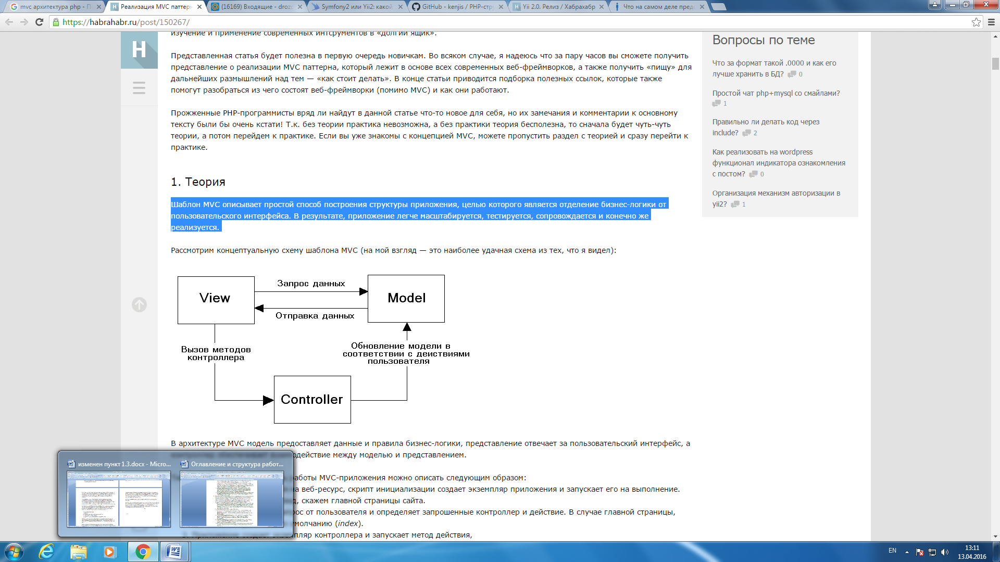 mvc архитектура php - П
Реализация MVC паттерн
(16169) Входящие - droz
Symfony2 или Yii2: какой
GitHub - kenjis / PHP-стр
Yii 2.0. Релиз / Хабрахабр
Что на самом деле пред
https://habrahabr.ru/post/150267/
изучение и применение современных интсрументов в «долгий ящик».
H
Представленная статья будет полезна в первую очередь новичкам. Во всяком случае, я надеюсь что за пару часов вы сможете получить
представление о реализации MVC паттерна, который лежит в основе всех современных веб-фреймворков, а также получить «пищу» для
дальнейших размышлений над тем — «как стоит делать». В конце статьи приводится подборка полезных ссылок, которые также
помогут разобраться из чего состоят веб-фреймворки (помимо MVC) и как они работают.
Прожженные PHP-программисты вряд ли найдут в данной статье что-то новое для себя, но их замечания и комментарии к основному
тексту были бы очень кстати! Т.к. без теории практика невозможна, а без практики теория бесполезна, то сначала будет чуть-чуть
теории, а потом перейдем к практике. Если вы уже знакомы с концепцией MVC, можете пропустить раздел с теорией и сразу перейти к
практике.
1. Теория
Шаблон MVC описывает простой способ построения структуры приложения, целью которого является отделение бизнес-логики от
пользовательского интерфейса. В результате, приложение легче масштабируется, тестируется, сопровождается и конечно же
реализуется.
Рассмотрим концептуальную схему шаблона MVC (на мой взгляд — это наиболее удачная схема из тех, что я видел):
View
Запрос данных
Отправка данных
Model
Вызов методов
контроллера
Обновление модели в
соответствии с действиями
пользователя
Controller
В архитектуре MVC модель предоставляет данные и правила бизнес-логики, представление отвечает за пользовательский интерфейс, а
одействие между моделью и представлением.
работы MVC-приложения можно описать следующим образом:
на веб-ресурс, скрипт инициализации создает экземпляр приложения и запускает его на выполнение.
д, скажем главной страницы сайта.
рос от пользователя и определяет запрошенные контроллер и действие. В случае главной страницы,
умолчанию (index).
пляр контроллера и запускает метод действия,
Вопросы по теме
Что за формат такой .0000 и как его
лучше хранить в БД? 0
Простой чат php+mysql со смайлами?
1
Правильно ли делать код через
include? 2
Как реализовать на wordpress
функционал индикатора ознакомления
с постом? 0
Организация механизм авторизации в
yii2? 1
изменен пункт 1.3.docx - Micro...
Оглавление и структура работ...
EN
13:11
13.04.2016